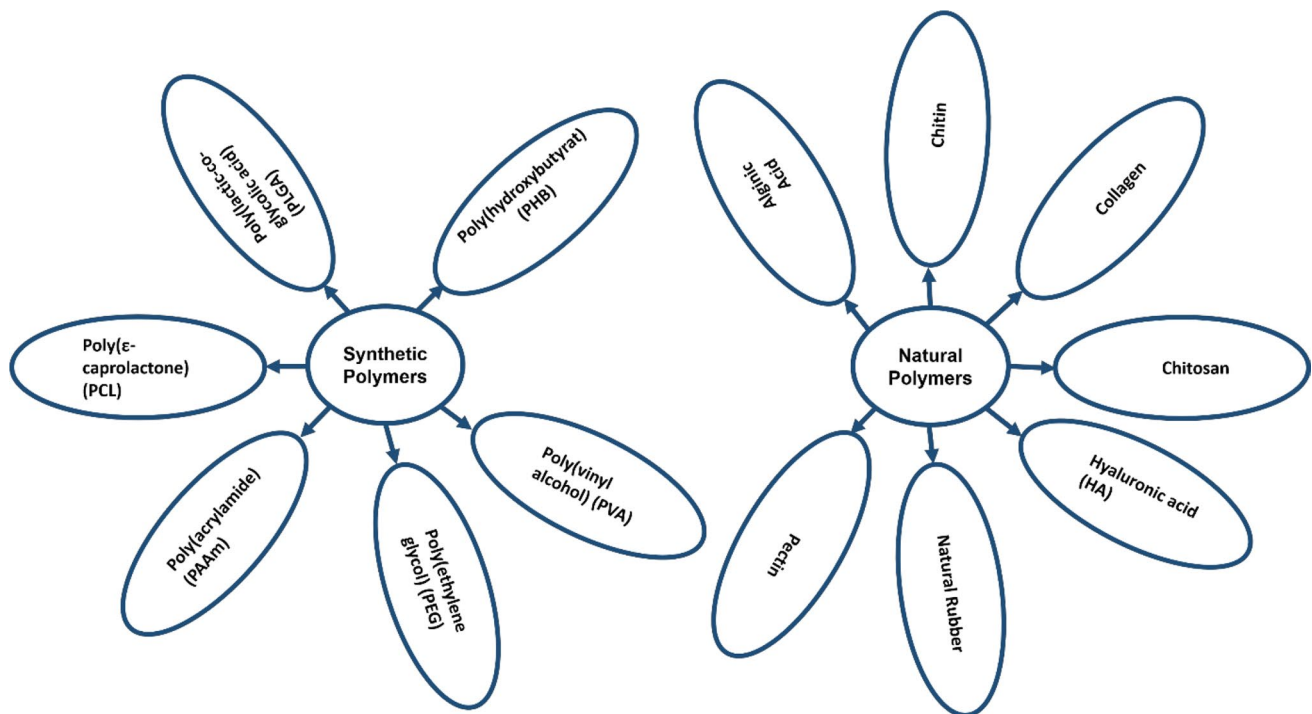 Synthetic
Polymers
Poly(lactic-co-
glycolic acid)
(PLGA)
Poly(hydroxybutyrat)
(PHB)
Poly(ε-
caprolactone)
(PCL)
Poly(vinyl
alcohol) (PVA)
Poly(acrylamide)
(PAAm)
Poly(ethylene
glycol) (PEG)
Natural
Polymers
Alginic
Acid
Chitin
Collagen
Chitosan
Hyaluronic acid
(HA)
Natural Rubber
Pectin